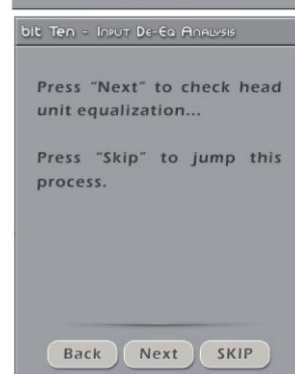 bit Ten - Input De-Eq Analysis
Press "Next" to check head
unit equalization...
Press "Skip" to jump this
process.
Back Next SKIP